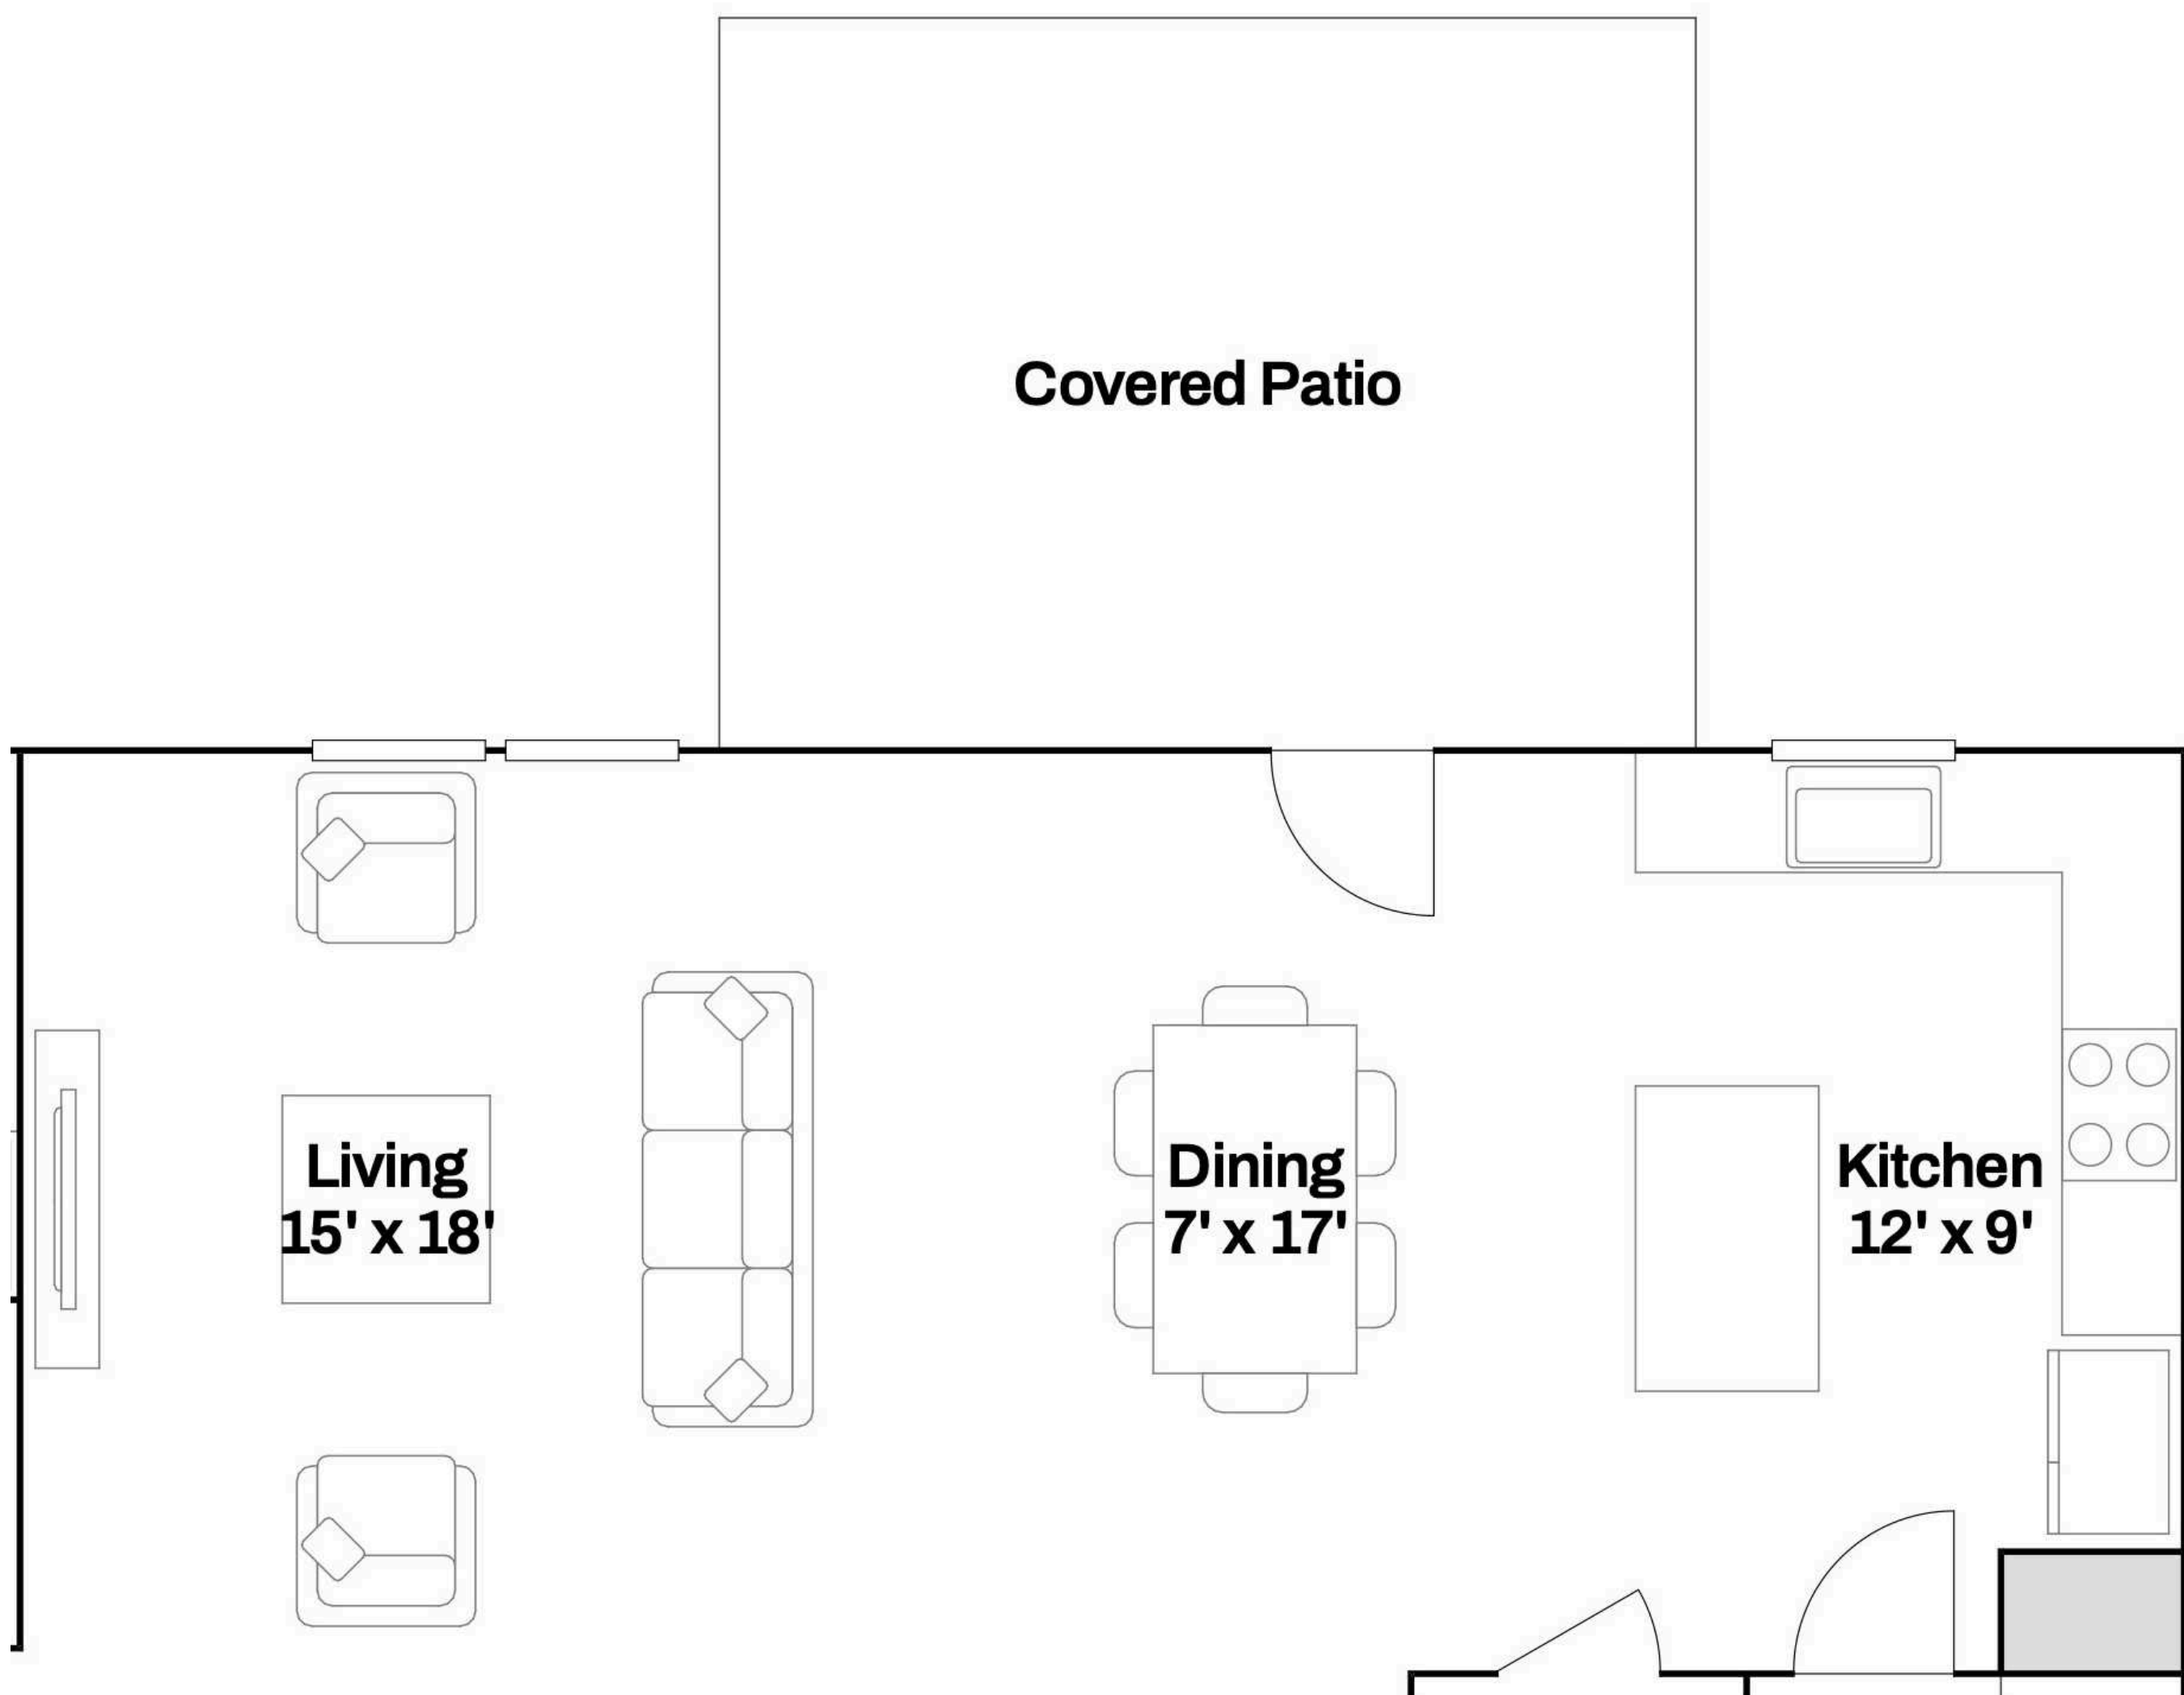 Covered Patio
Living
15' x 18'
Dining
7' x 17'
Kitchen
12' x 9'